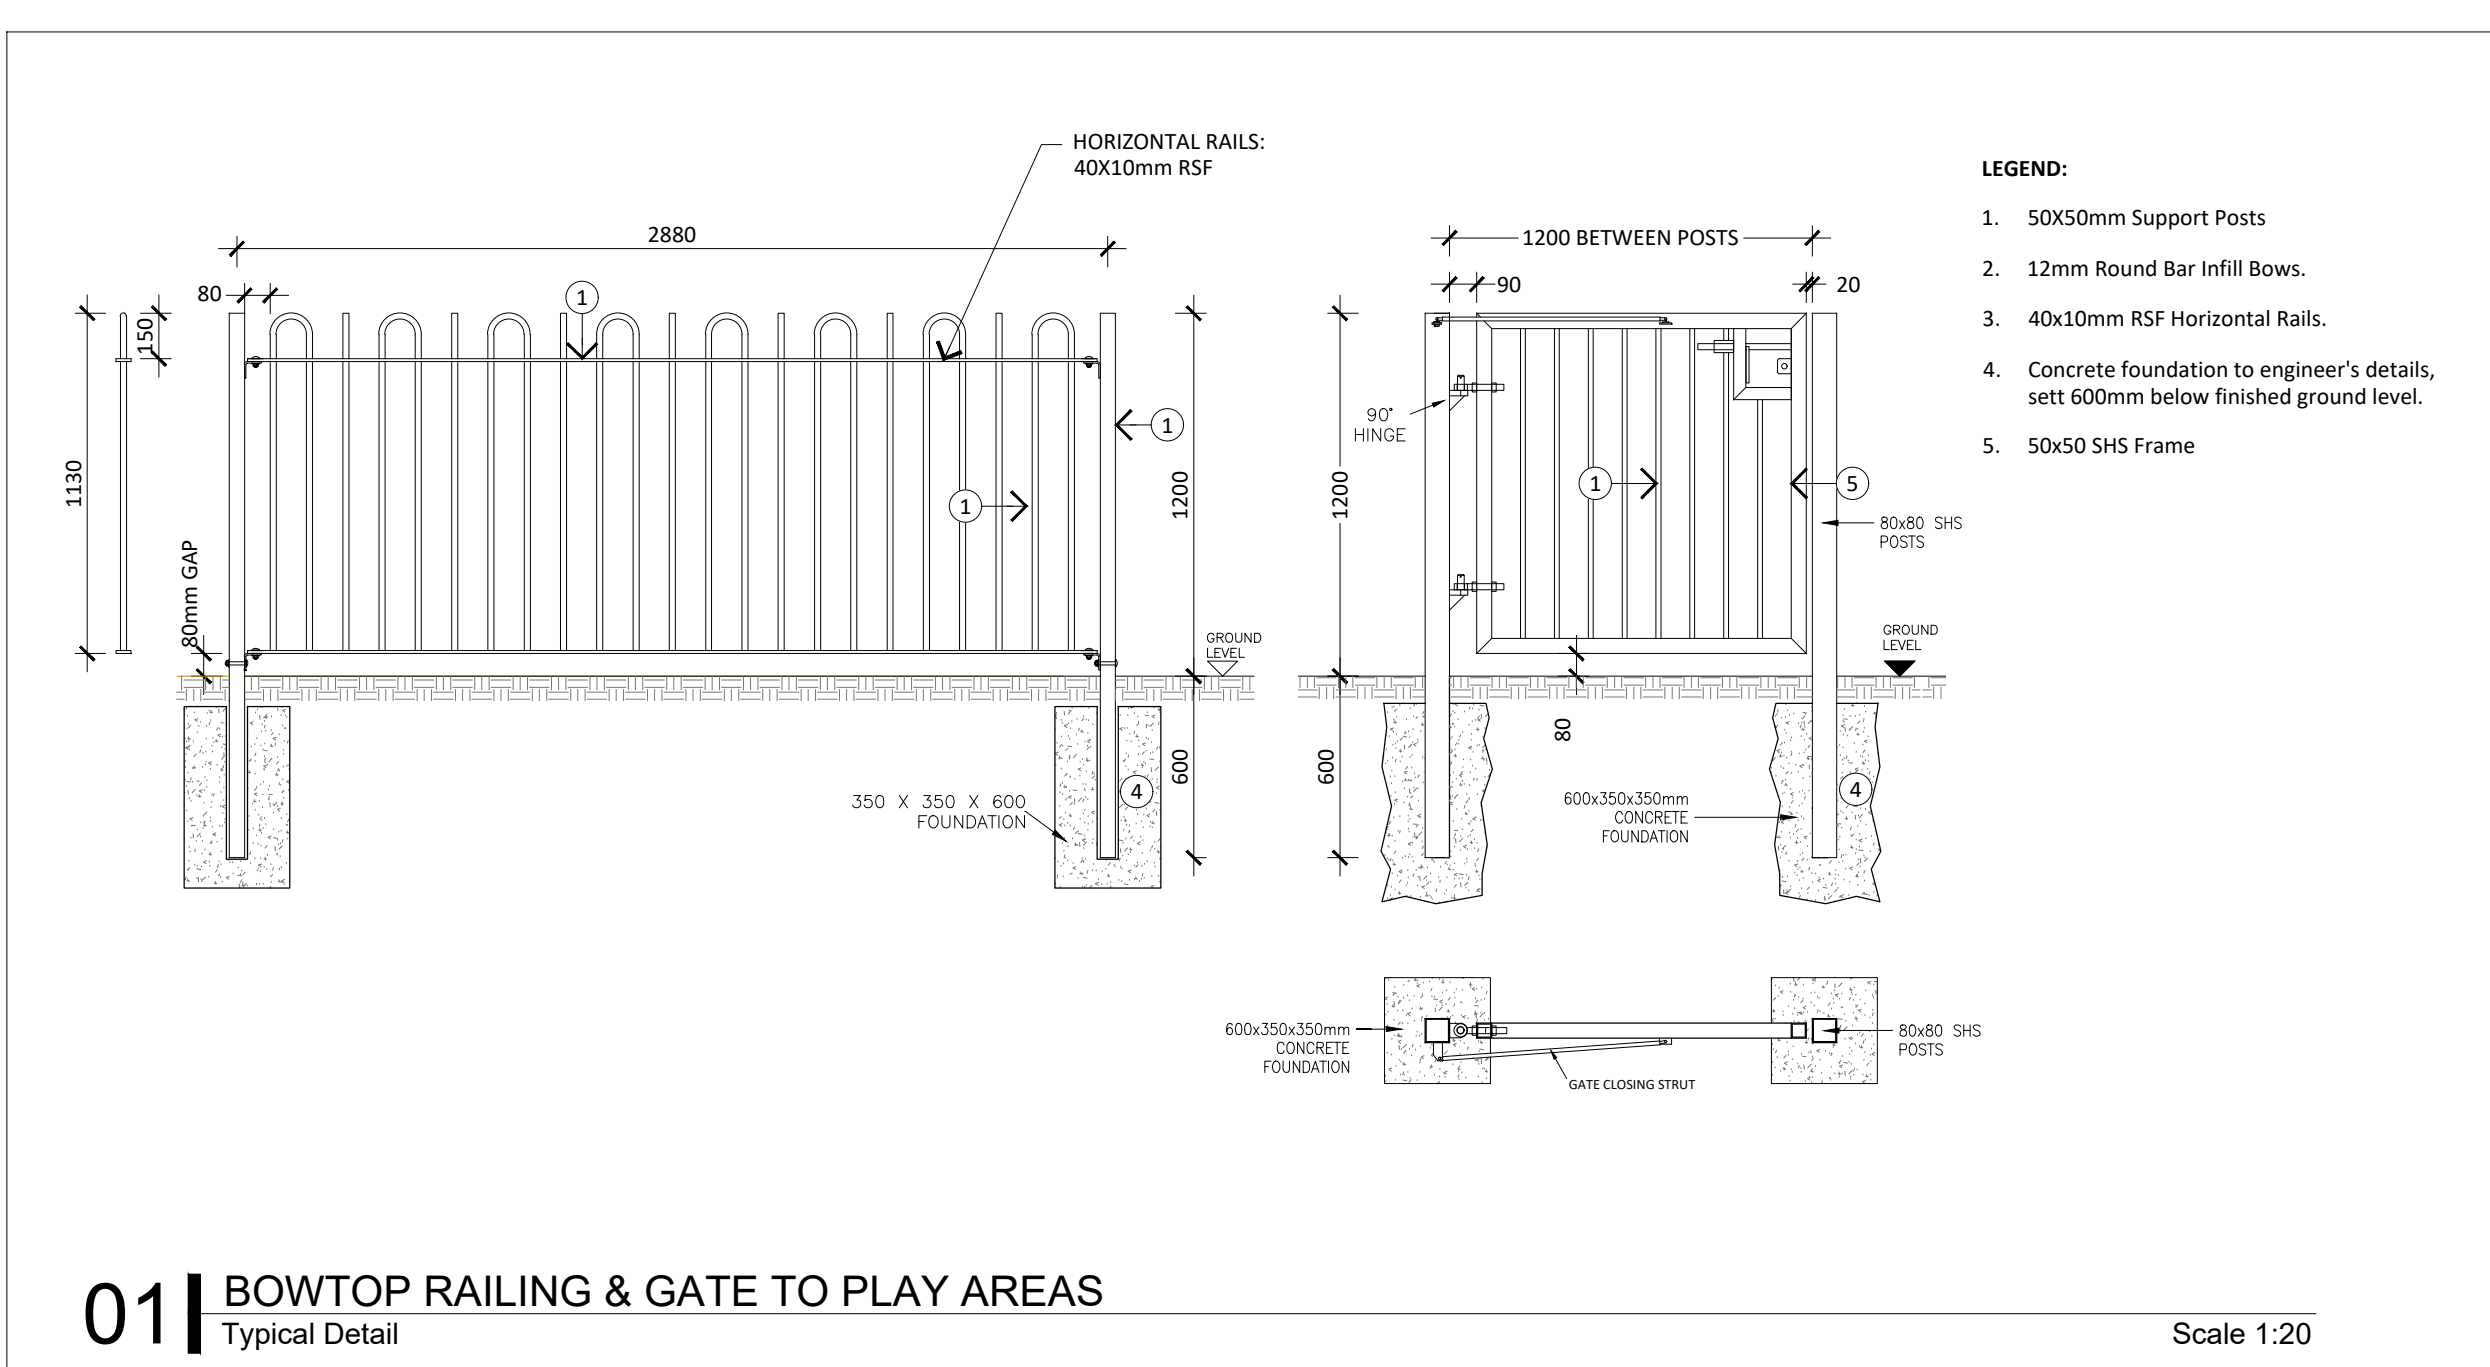 HORIZONTAL RAILS:
40X10mm RSF
2880
80
1
150
1130
80mm GAP
1
1
1200
GROUND
LEVEL
600
4
350 X 350 X 600
FOUNDATION
1200 BETWEEN POSTS
90
20
90°
HINGE
1200
1
5
80x80 SHS
POSTS
GROUND
LEVEL
80
600
600x350x350mm
CONCRETE
FOUNDATION
4
600x350x350mm
CONCRETE
FOUNDATION
80x80 SHS
POSTS
GATE CLOSING STRUT
LEGEND:
1. 50X50mm Support Posts
2. 12mm Round Bar Infill Bows.
3. 40x10mm RSF Horizontal Rails.
4. Concrete foundation to engineer's details,
sett 600mm below finished ground level.
5. 50x50 SHS Frame
01
BOWTOP RAILING & GATE TO PLAY AREAS
Typical Detail
Scale 1:20